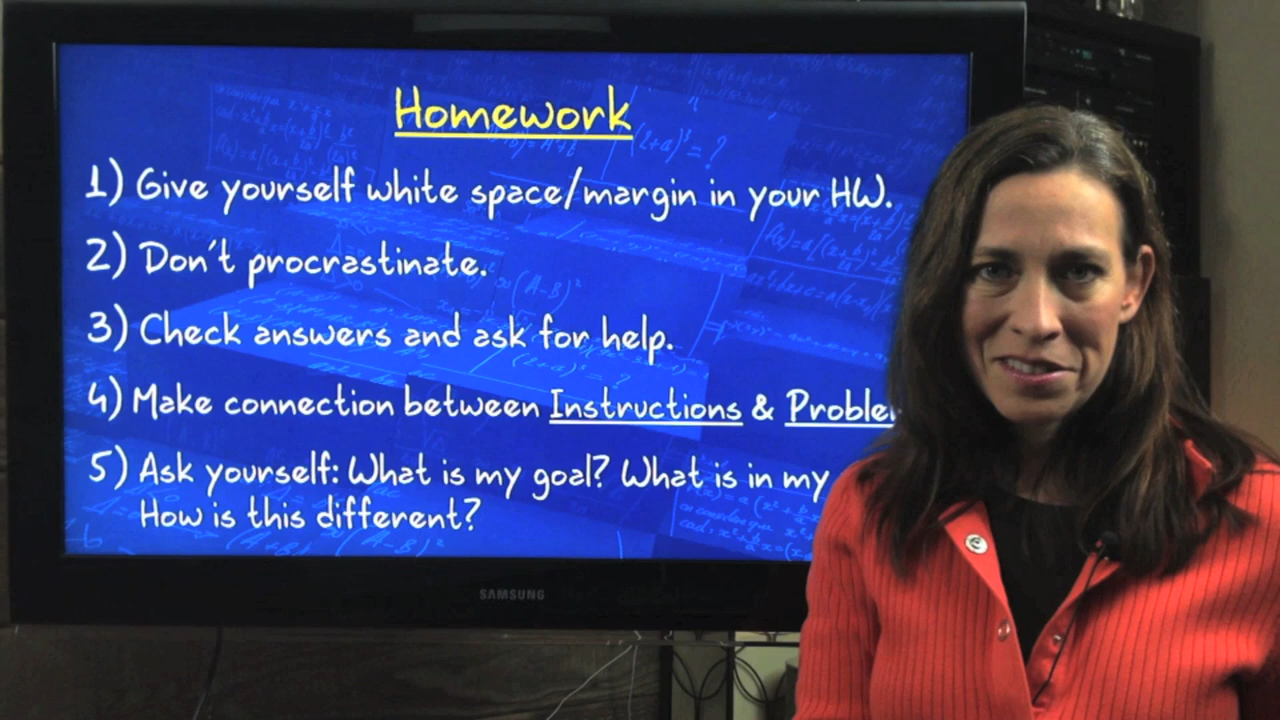 Homework
1) Give yourself white space/margin in your HW.
2) Don't procrastinate.
3) Check answers and ask for help.
4) Make connection between Instructions &
5) Ask yourself: What is my goal? What is in my
How is this different?
SAMSUNG